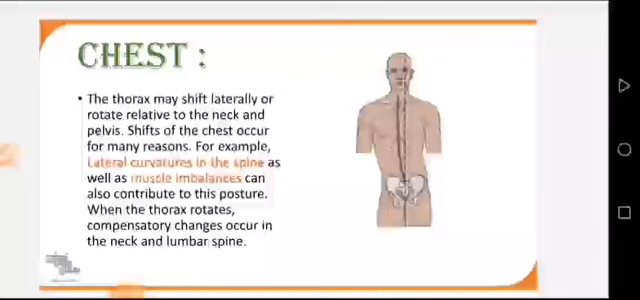 CHEST :
• The thorax may shift laterally or
rotate relative to the neck and
pelvis. Shifts of the chest occur
for many reasons. For example,
Lateral curvatures in the spine as
well as muscle imbalances can
also contribute to this posture.
When the thorax rotates,
compensatory changes occur in
the neck and lumbar spine.